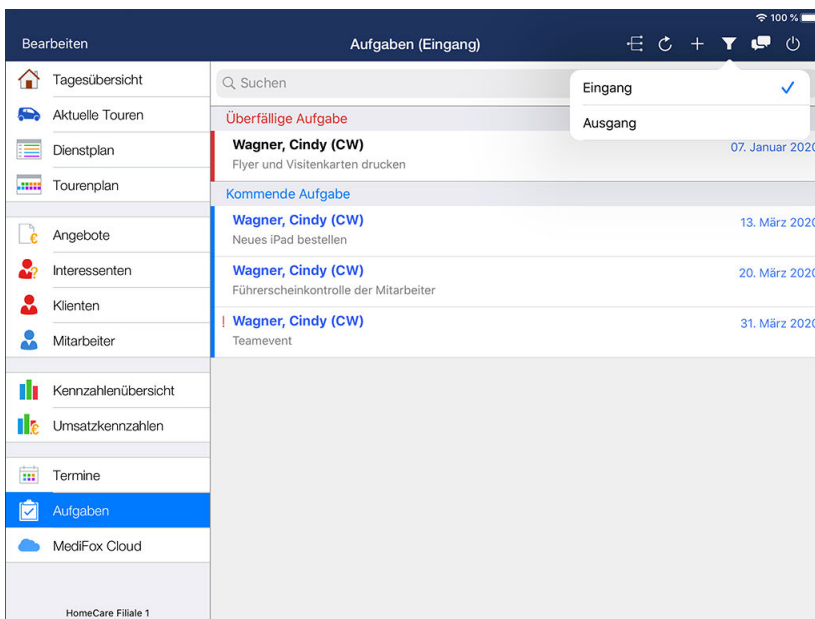 100 %
Bearbeiten
Aufgaben (Eingang)
Tagesübersicht
Aktuelle Touren
Dienstplan
Tourenplan
Angebote
Interessenten
Klienten
Mitarbeiter
Kennzahlenübersicht
Umsatzkennzahlen
Termine
Aufgaben
MediFox Cloud
HomeCare Filiale 1
Suchen
Eingang
Ausgang
Überfällige Aufgabe
Wagner, Cindy (CW)
07. Januar 2020
Flyer und Visitenkarten drucken
Kommende Aufgabe
Wagner, Cindy (CW)
13. März 2020
Neues iPad bestellen
Wagner, Cindy (CW)
20. März 2020
Führerscheinkontrolle der Mitarbeiter
! Wagner, Cindy (CW)
31. März 2020
Teamevent